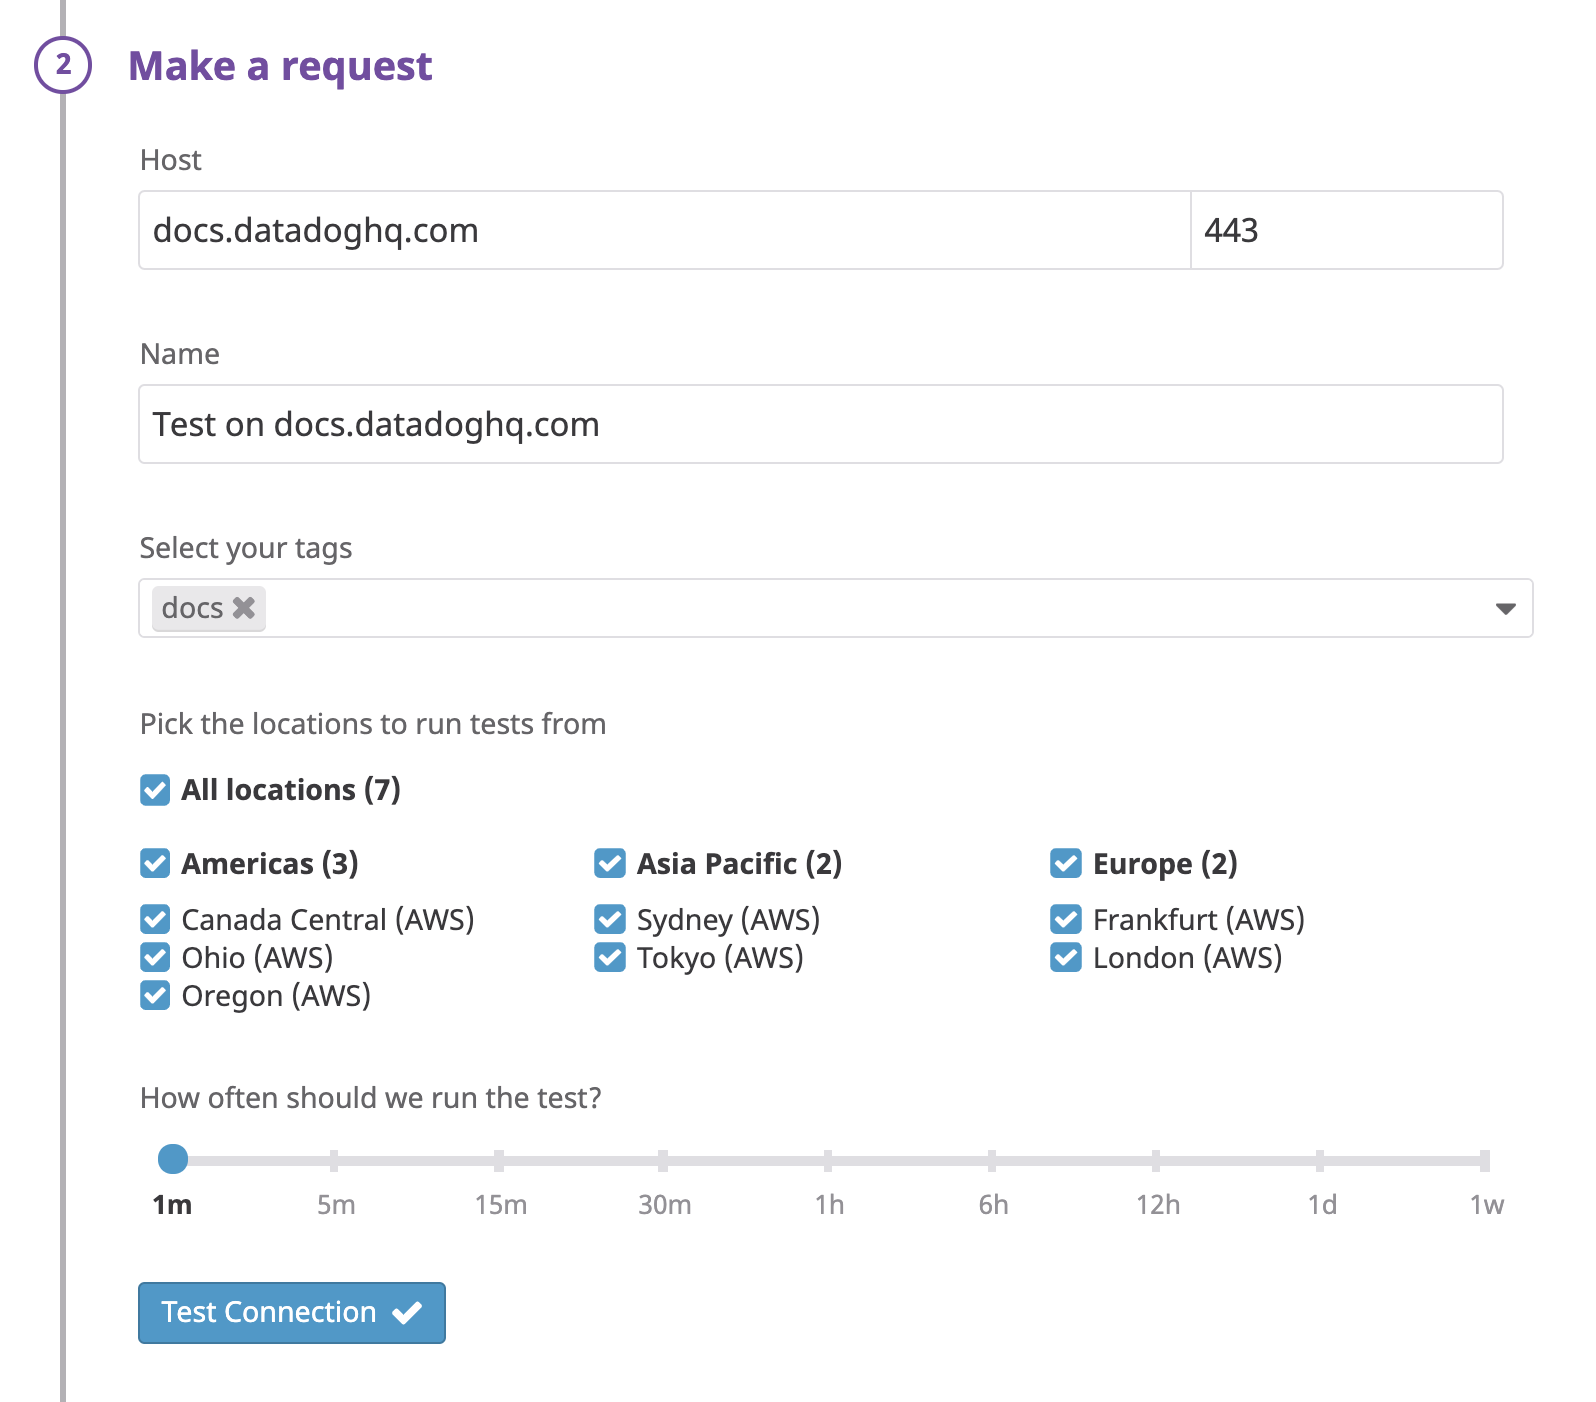 2 Make a request
Host
docs.datadoghq.com 443
Name
Test on docs.datadoghq.com
Select your tags
docs
Pick the locations to run tests from
All locations (7)
Americas (3) Asia Pacific (2) Europe (2)
Canada Central (AWS) Sydney (AWS) Frankfurt (AWS)
Ohio (AWS) Tokyo (AWS) London (AWS)
Oregon (AWS)
How often should we run the test?
1m 5m 15m 30m 1h 6h 12h 1d 1w
Test Connection